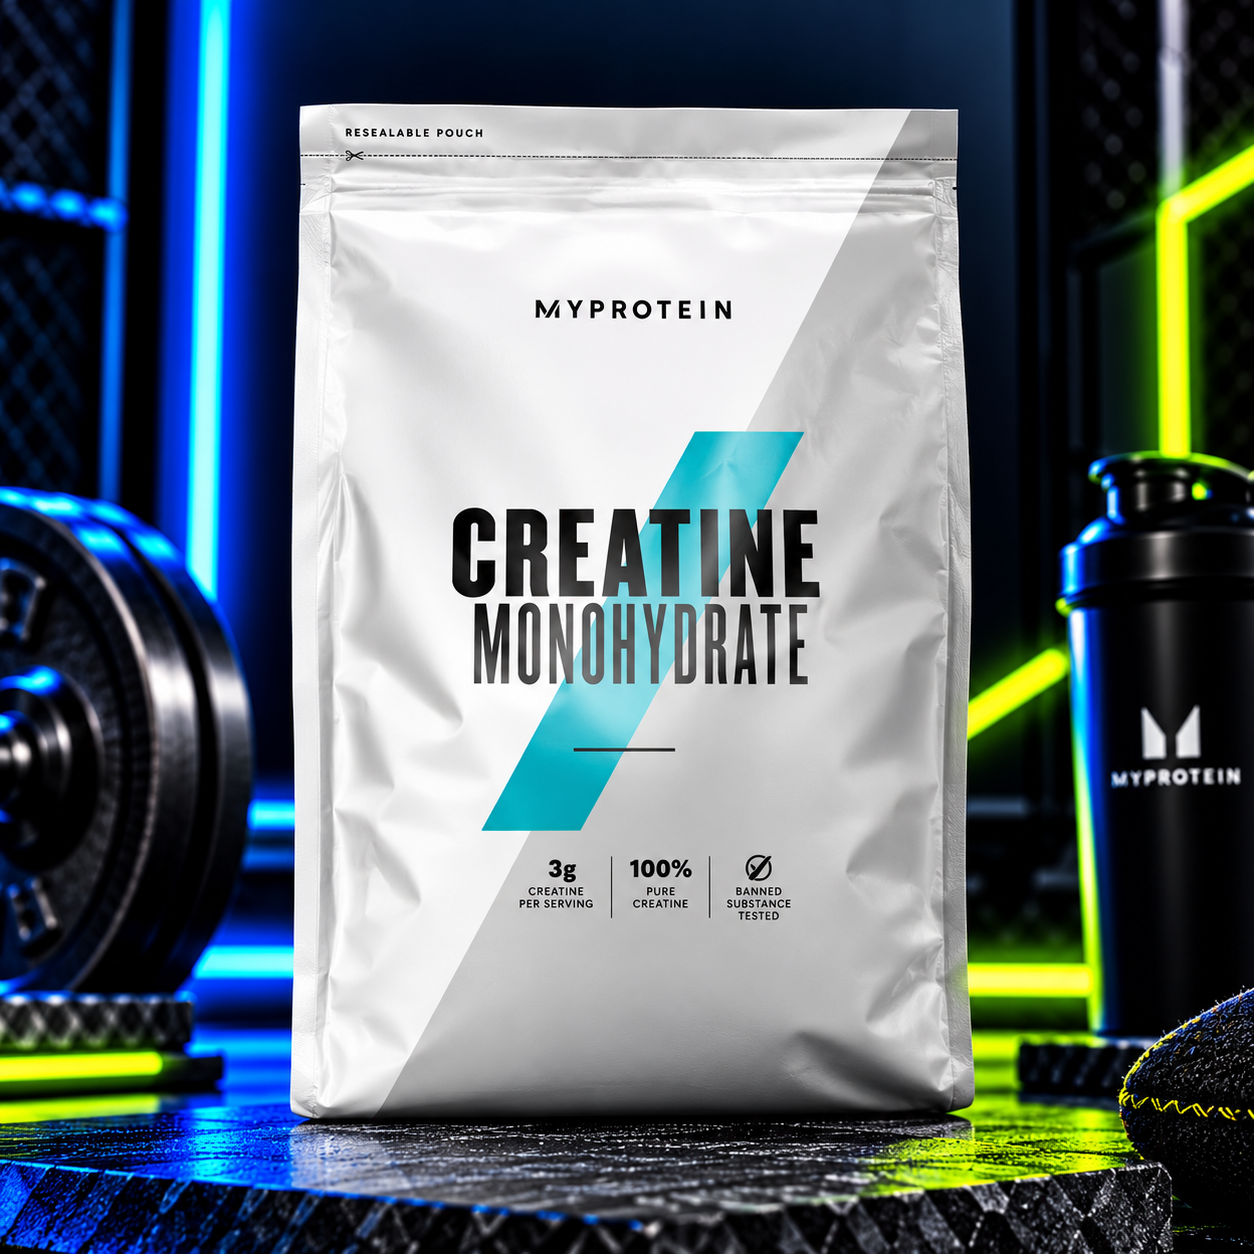 RESEALABLE POUCH
MYPROTEIN
CREATINE
MONOHYDRATE
3g
CREATINE
PER SERVING
100%
PURE
CREATINE
BANNED
SUBSTANCE
TESTED
MYPROTEIN